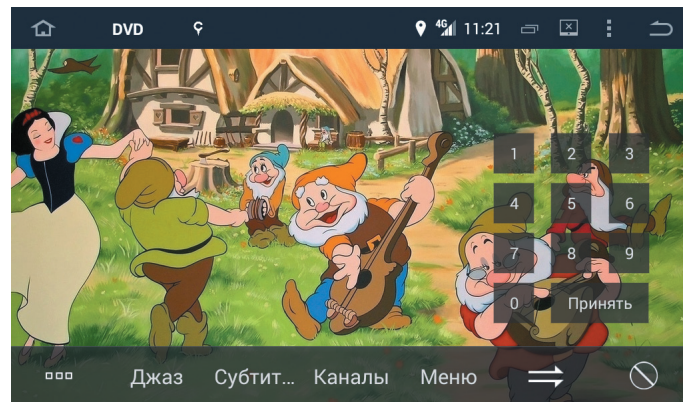 DVD 4G 11:21
1 2 3
4 5 6
7 8 9
0 Принять
Джаз Субтит... Каналы Меню